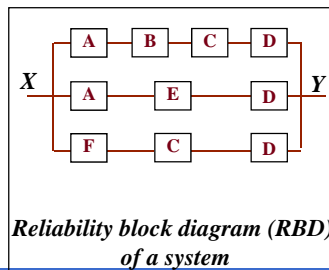 A B C D
X Y
A E D
F C D
Reliability block diagram (RBD)
of a system